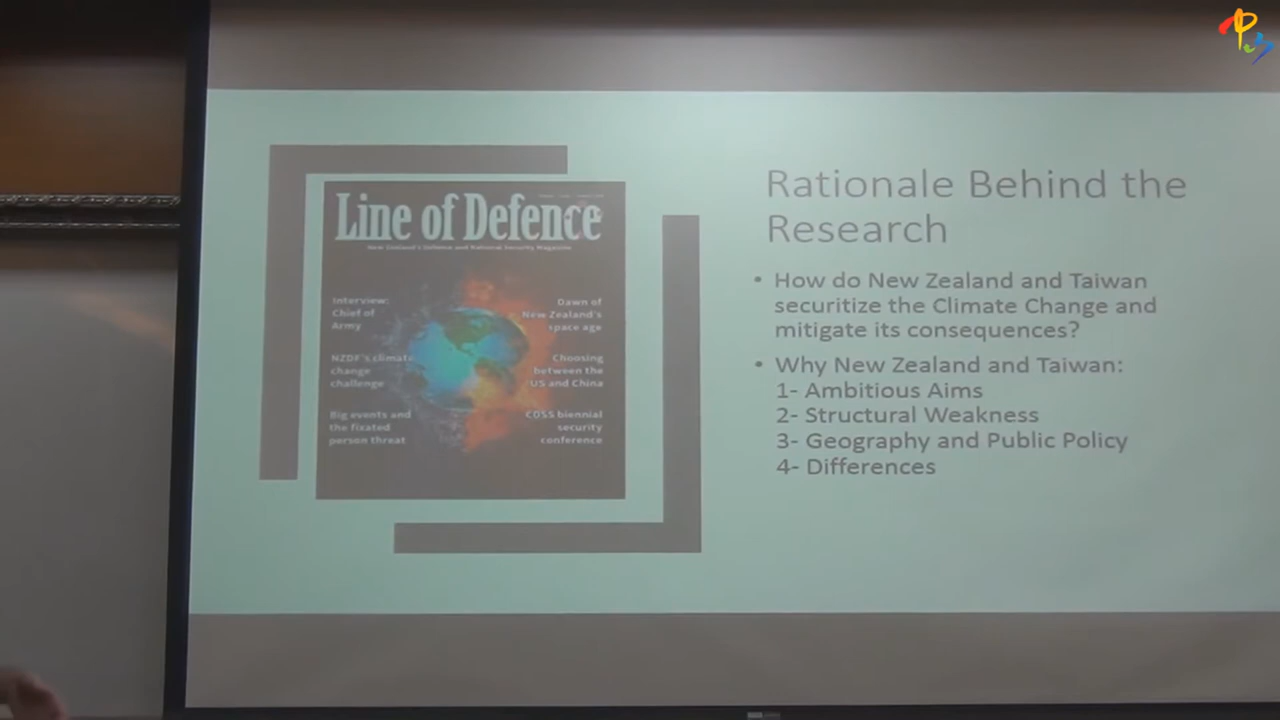 Line of Defence
New Zealand's Defence and National Security Magazine
Interview:
Chief of
Army
NZDF's climate
change
challenge
Big events and
the fixated
person threat
Dawn of
New Zealand's
space age
Choosing
between the
US and China
CDSS biennial
security
conference
Rationale Behind the
Research
• How do New Zealand and Taiwan
securitize the Climate Change and
mitigate its consequences?
• Why New Zealand and Taiwan:
1- Ambitious Aims
2- Structural Weakness
3- Geography and Public Policy
4- Differences